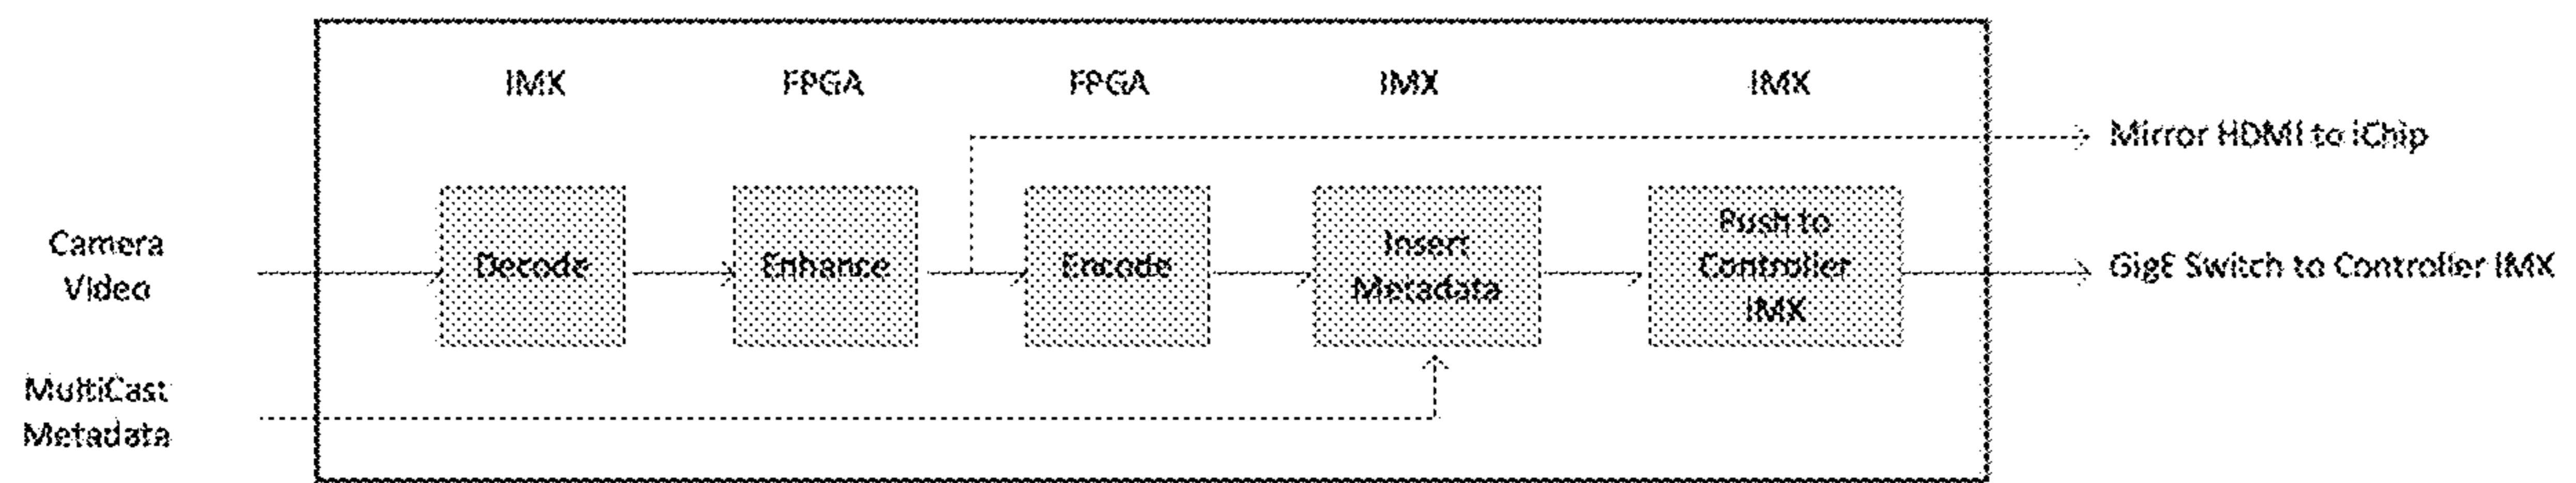 IMX FPGA FPGA IMX IMX
Mirror HDMI to iChip
Camera
Video
Decode
Enhance
Encode
Insert
Metadata
Push to
Controller
IMX
GigE Switch to Controller IMX
MultiCast
Metadata